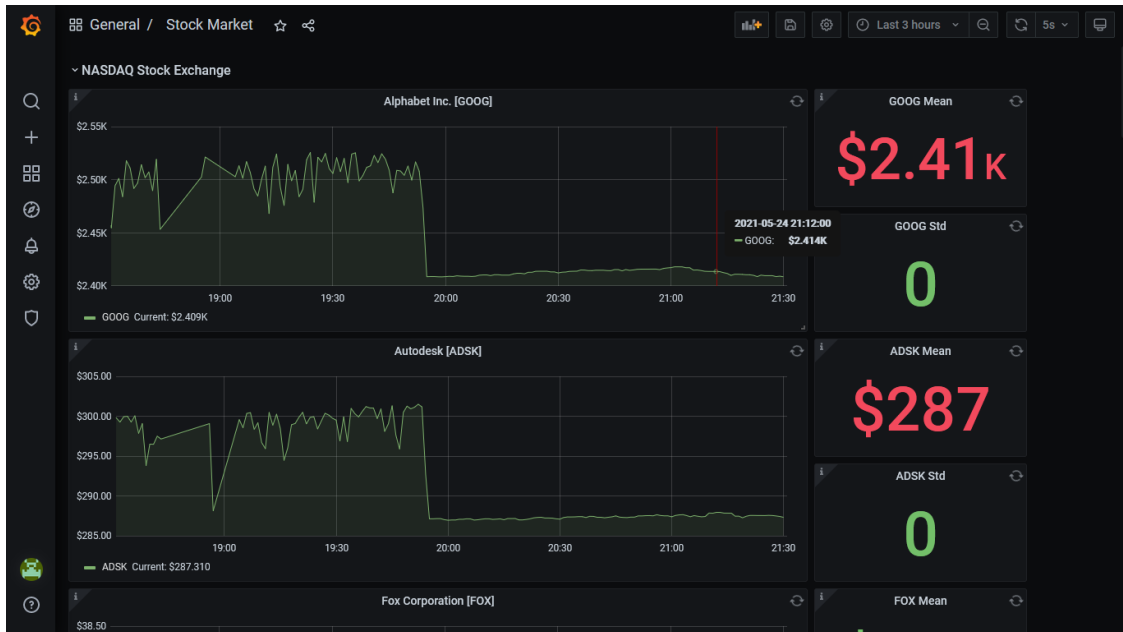 General / Stock Market
Last 3 hours
5s
NASDAQ Stock Exchange
Alphabet Inc. [GOOG]
$2.55K
$2.50K
$2.45K
$2.40K
19:00 19:30 20:00 20:30 21:00 21:30
GOOG Current: $2.409K
2021-05-24 21:12:00
GOOG: $2.414K
GOOG Mean
$2.41K
GOOG Std
0
Autodesk [ADSK]
$305.00
$300.00
$295.00
$290.00
$285.00
19:00 19:30 20:00 20:30 21:00 21:30
ADSK Current: $287.310
ADSK Mean
$287
ADSK Std
0
Fox Corporation [FOX]
$38.50
FOX Mean